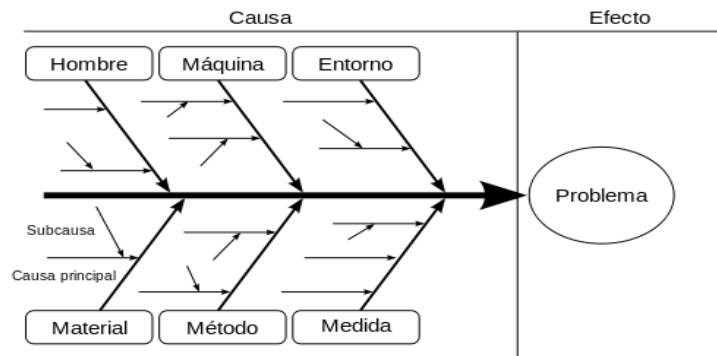 Causa
Efecto
Hombre
Máquina
Entorno
Problema
Subcausa
Causa principal
Material
Método
Medida